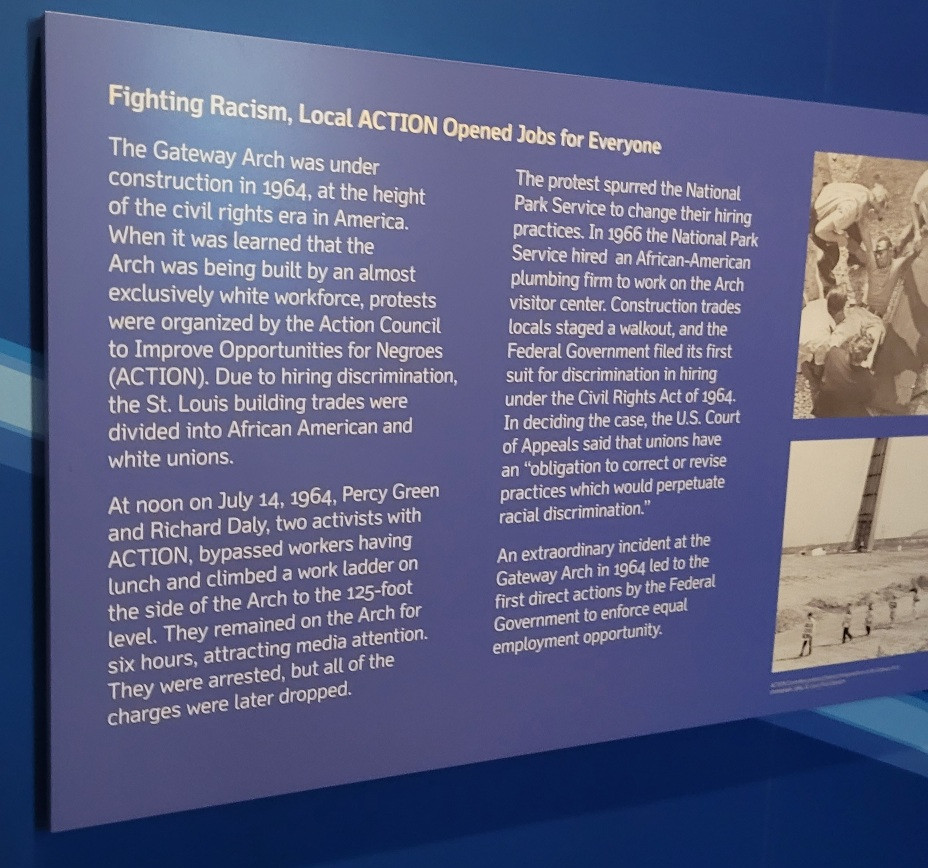 Fighting Racism, Local ACTION Opened Jobs for Everyone
The Gateway Arch was under
construction in 1964, at the height
of the civil rights era in America.
When it was learned that the
Arch was being built by an almost
exclusively white workforce, protests
were organized by the Action Council
to Improve Opportunities for Negroes
(ACTION). Due to hiring discrimination,
the St. Louis building trades were
divided into African American and
white unions.
At noon on July 14, 1964, Percy Green
and Richard Daly, two activists with
ACTION, bypassed workers having
lunch and climbed a work ladder on
the side of the Arch to the 125-foot
level. They remained on the Arch for
six hours, attracting media attention.
They were arrested, but all of the
charges were later dropped.
The protest spurred the National
Park Service to change their hiring
practices. In 1966 the National Park
Service hired an African-American
plumbing firm to work on the Arch
visitor center. Construction trades
locals staged a walkout, and the
Federal Government filed its first
suit for discrimination in hiring
under the Civil Rights Act of 1964.
In deciding the case, the U.S. Court
of Appeals said that unions have
an “obligation to correct or revise
practices which would perpetuate
racial discrimination.”
An extraordinary incident at the
Gateway Arch in 1964 led to the
first direct actions by the Federal
Government to enforce equal
employment opportunity.